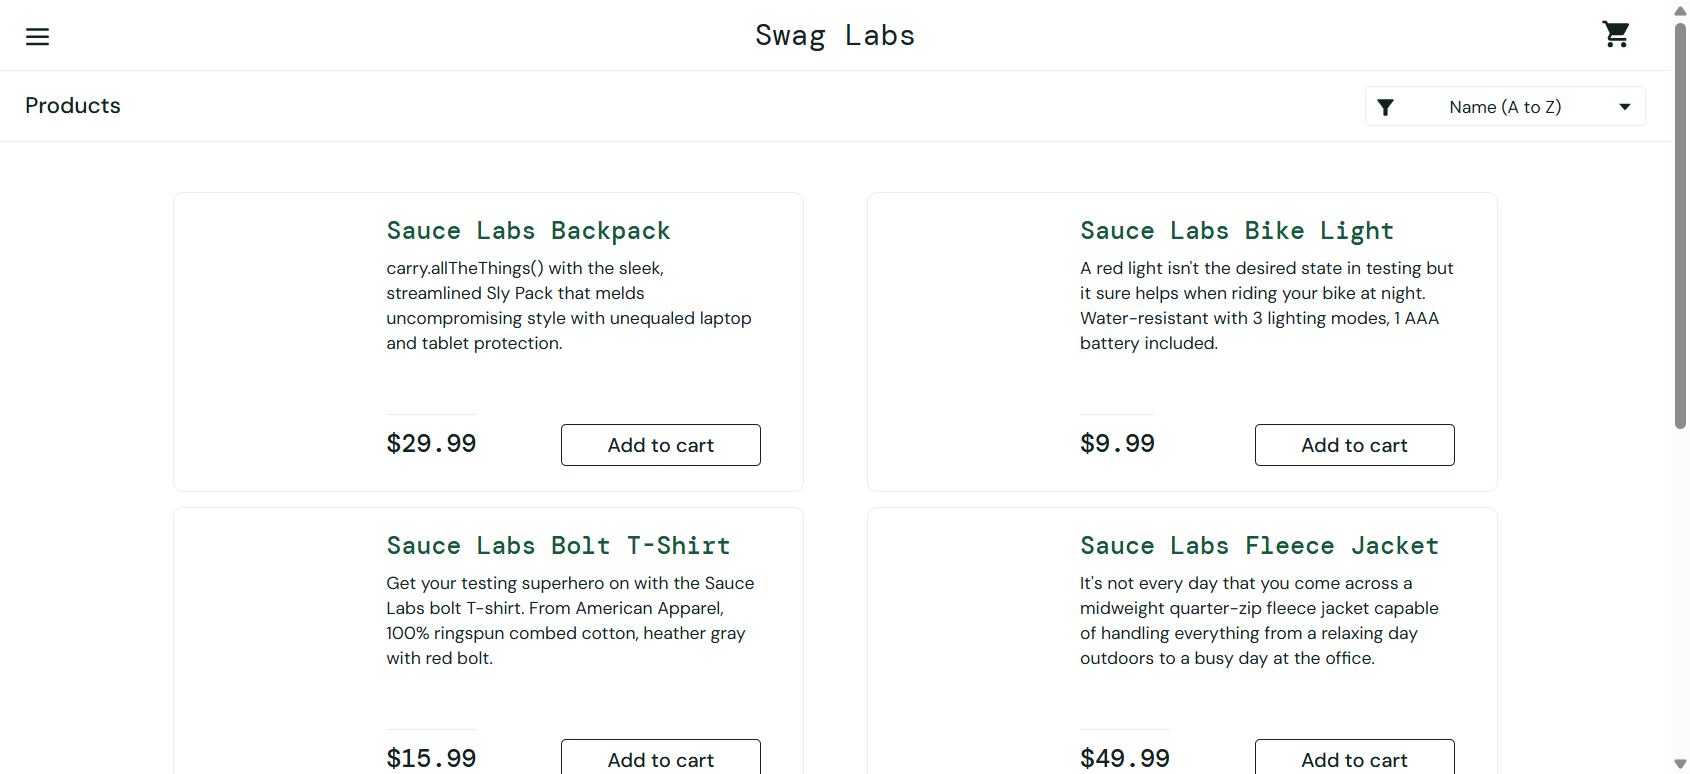 Swag Labs
Products
Name (A to Z)
Sauce Labs Backpack
carry.allTheThings() with the sleek,
streamlined Sly Pack that melds
uncompromising style with unequaled laptop
and tablet protection.
$29.99
Add to cart
Sauce Labs Bike Light
A red light isn't the desired state in testing but
it sure helps when riding your bike at night.
Water-resistant with 3 lighting modes, 1 AAA
battery included.
$9.99
Add to cart
Sauce Labs Bolt T-Shirt
Get your testing superhero on with the Sauce
Labs bolt T-shirt. From American Apparel,
100% ringspun combed cotton, heather gray
with red bolt.
$15.99
Add to cart
Sauce Labs Fleece Jacket
It's not every day that you come across a
midweight quarter-zip fleece jacket capable
of handling everything from a relaxing day
outdoors to a busy day at the office.
$49.99
Add to cart